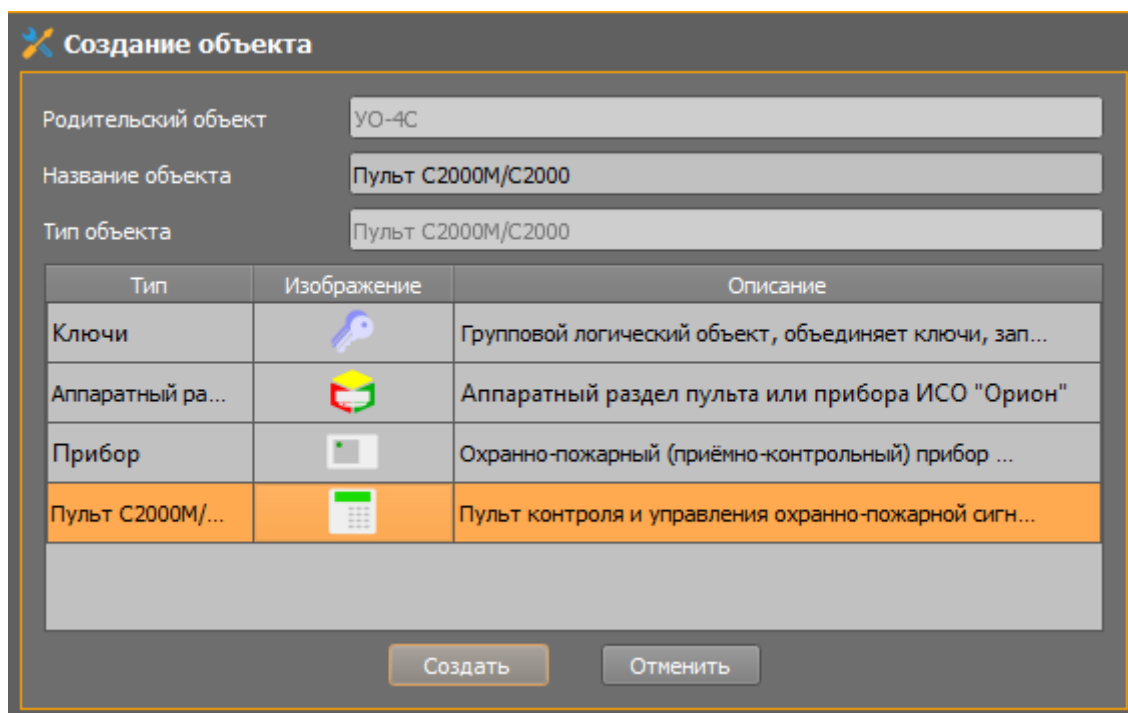 Создание объекта
Родительский объект УО-4С
Название объекта Пульт С2000М/С2000
Тип объекта Пульт С2000М/С2000
Тип Изображение Описание
Ключи Групповой логический объект, объединяет ключи, зап...
Аппаратный ра... Аппаратный раздел пульта или прибора ИСО "Орион"
Прибор Охранно-пожарный (приёмно-контрольный) прибор ...
Пульт С2000М/... Пульт контроля и управления охранно-пожарной сигн...
Создать Отменить